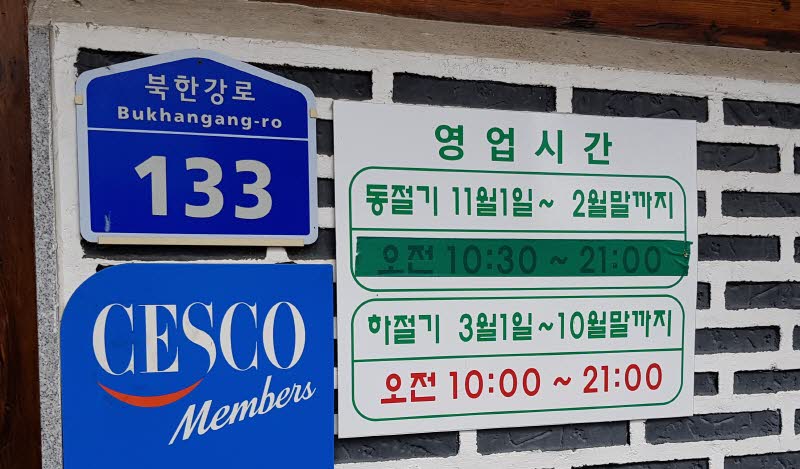 북한강로
Bukhangang-ro
133
CESCO
Members
영업시간
동절기 11월1일~ 2월말까지
오전 10:30 ~ 21:00
하절기 3월1일~10월말까지
오전 10:00 ~ 21:00